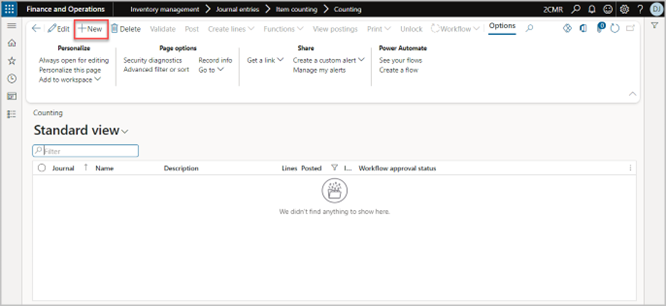 Finance and Operations Inventory management > Journal entries > Item counting > Counting 2CMR ? DJ
Edit + New Delete Validate Post Create lines Functions View postings Print Unlock Workflow Options 0
Personalize Page options Share Power Automate
Always open for editing Security diagnostics Record info Get a link Create a custom alert See your flows
Personalize this page Advanced filter or sort Go to Manage my alerts Create a flow
Add to workspace
Counting
Standard view
Filter
Journal ↑ Name Description Lines Posted I... Workflow approval status
We didn't find anything to show here.